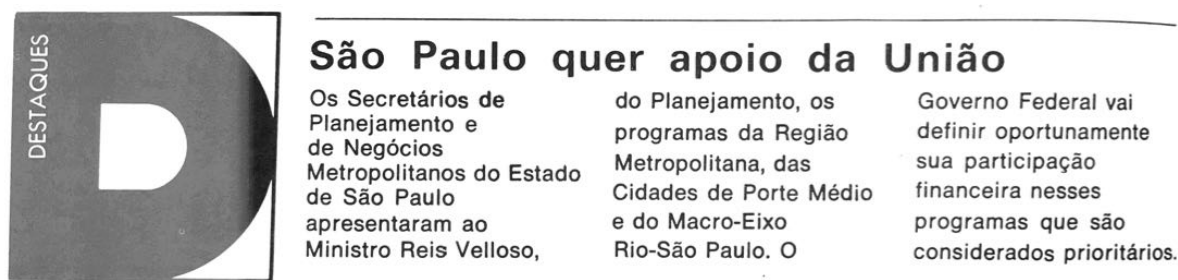 DESTAQUES
São Paulo quer apoio da União
Os Secretários de
Planejamento e
de Negócios
Metropolitanos do Estado
de São Paulo
apresentaram ao
Ministro Reis Velloso,
do Planejamento, os
programas da Região
Metropolitana, das
Cidades de Porte Médio
e do Macro-Eixo
Rio-São Paulo. O
Governo Federal vai
definir oportunamente
sua participação
financeira nesses
programas que são
considerados prioritários.